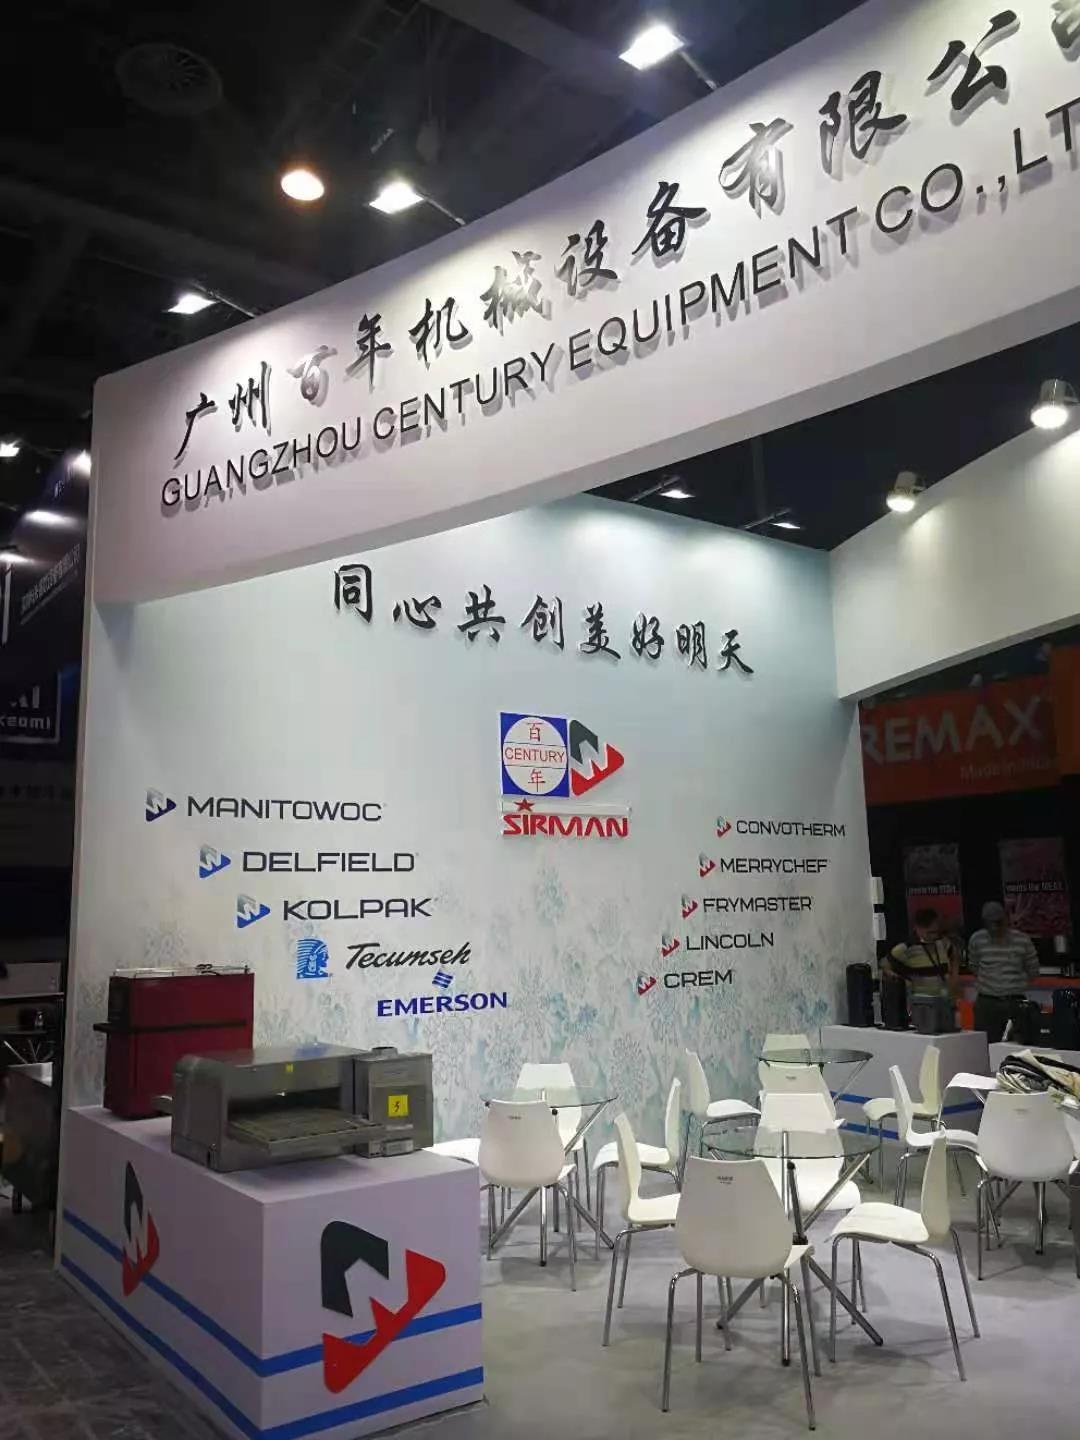 广州百年机械设备有限公
GUANGZHOU CENTURY EQUIPMENT CO.,LT
同心共创美好明天
百
CENTURY
年
SIRMAN
MANITOWOC
DELFIELD
KOLPAK
Tecumseh
EMERSON
CONVOTHERM
MERRYCHEF
FRYMASTER
LINCOLN
CREM
REMAX